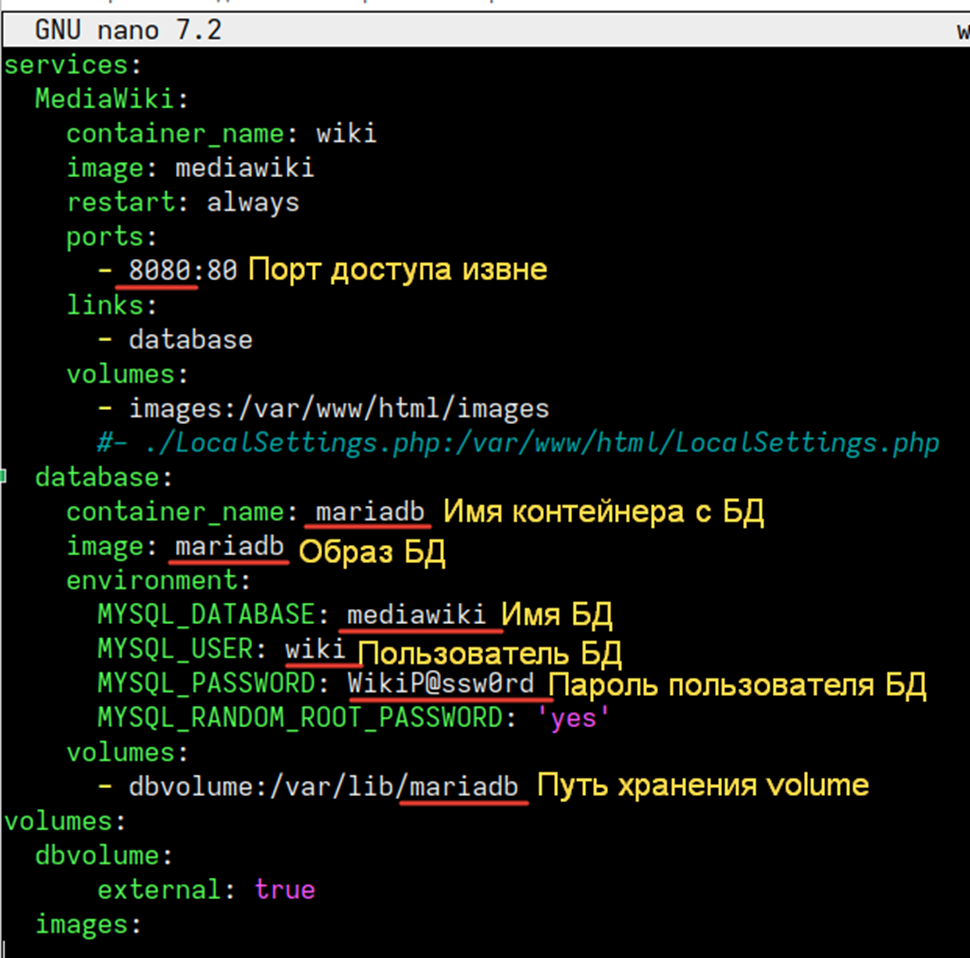 GNU nano 7.2 w
services:
MediaWiki:
container_name: wiki
image: mediawiki
restart: always
ports:
- 8080:80 Порт доступа извне
links:
- database
volumes:
- images:/var/www/html/images
#- ./LocalSettings.php:/var/www/html/LocalSettings.php
database:
container_name: mariadb Имя контейнера с БД
image: mariadb Образ БД
environment:
MYSQL_DATABASE: mediawiki Имя БД
MYSQL_USER: wiki Пользователь БД
MYSQL_PASSWORD: WikiP@ssw0rd Пароль пользователя БД
MYSQL_RANDOM_ROOT_PASSWORD: 'yes'
volumes:
- dbvolume:/var/lib/mariadb Путь хранения volume
volumes:
dbvolume:
external: true
images: